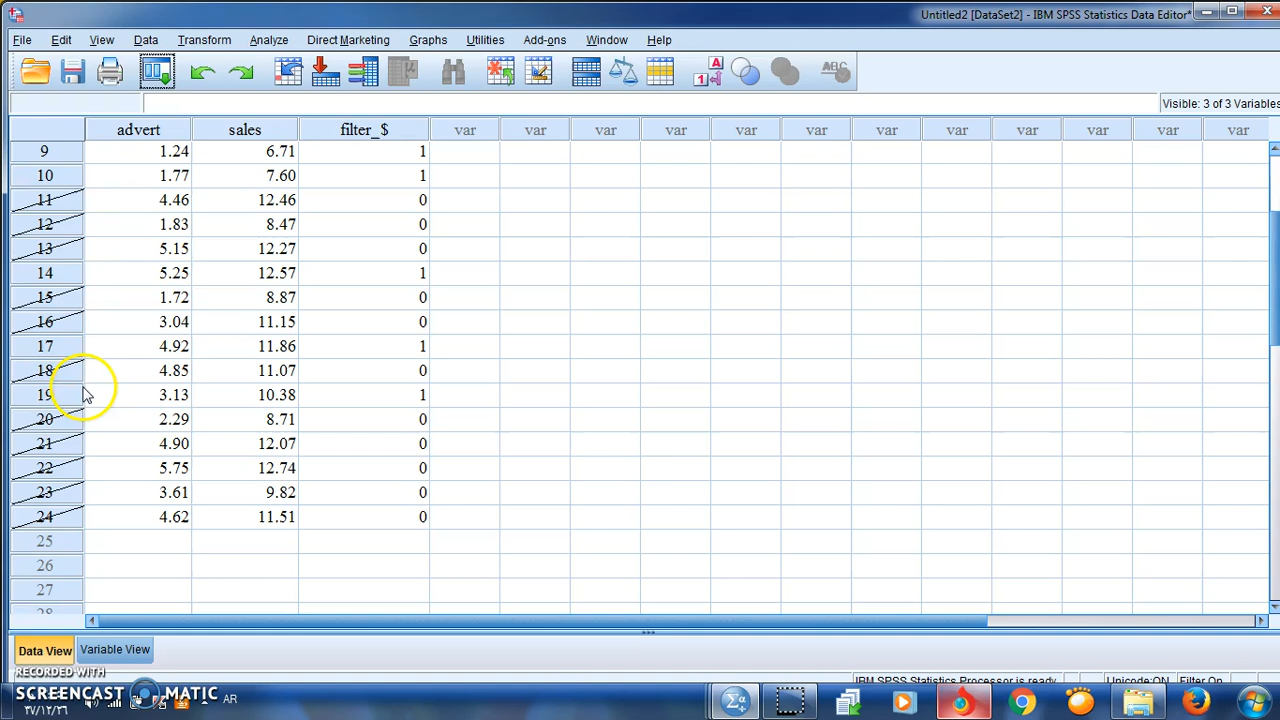 Untitled2 [DataSet2] - IBM SPSS Statistics Data Editor*
File Edit View Data Transform Analyze Direct Marketing Graphs Utilities Add-ons Window Help
Visible: 3 of 3 Variables
advert sales filter_$ var var var var var var var var var var var var
9 1.24 6.71 1
10 1.77 7.60 1
11 4.46 12.46 0
12 1.83 8.47 0
13 5.15 12.27 0
14 5.25 12.57 1
15 1.72 8.87 0
16 3.04 11.15 0
17 4.92 11.86 1
18 4.85 11.07 0
19 3.13 10.38 1
20 2.29 8.71 0
21 4.90 12.07 0
22 5.75 12.74 0
23 3.61 9.82 0
24 4.62 11.51 0
25
26
27
28
Data View Variable View
IBM SPSS Statistics Processor is ready Unicode:ON Filter On
RECORDED WITH
SCREENCAST MATIC AR